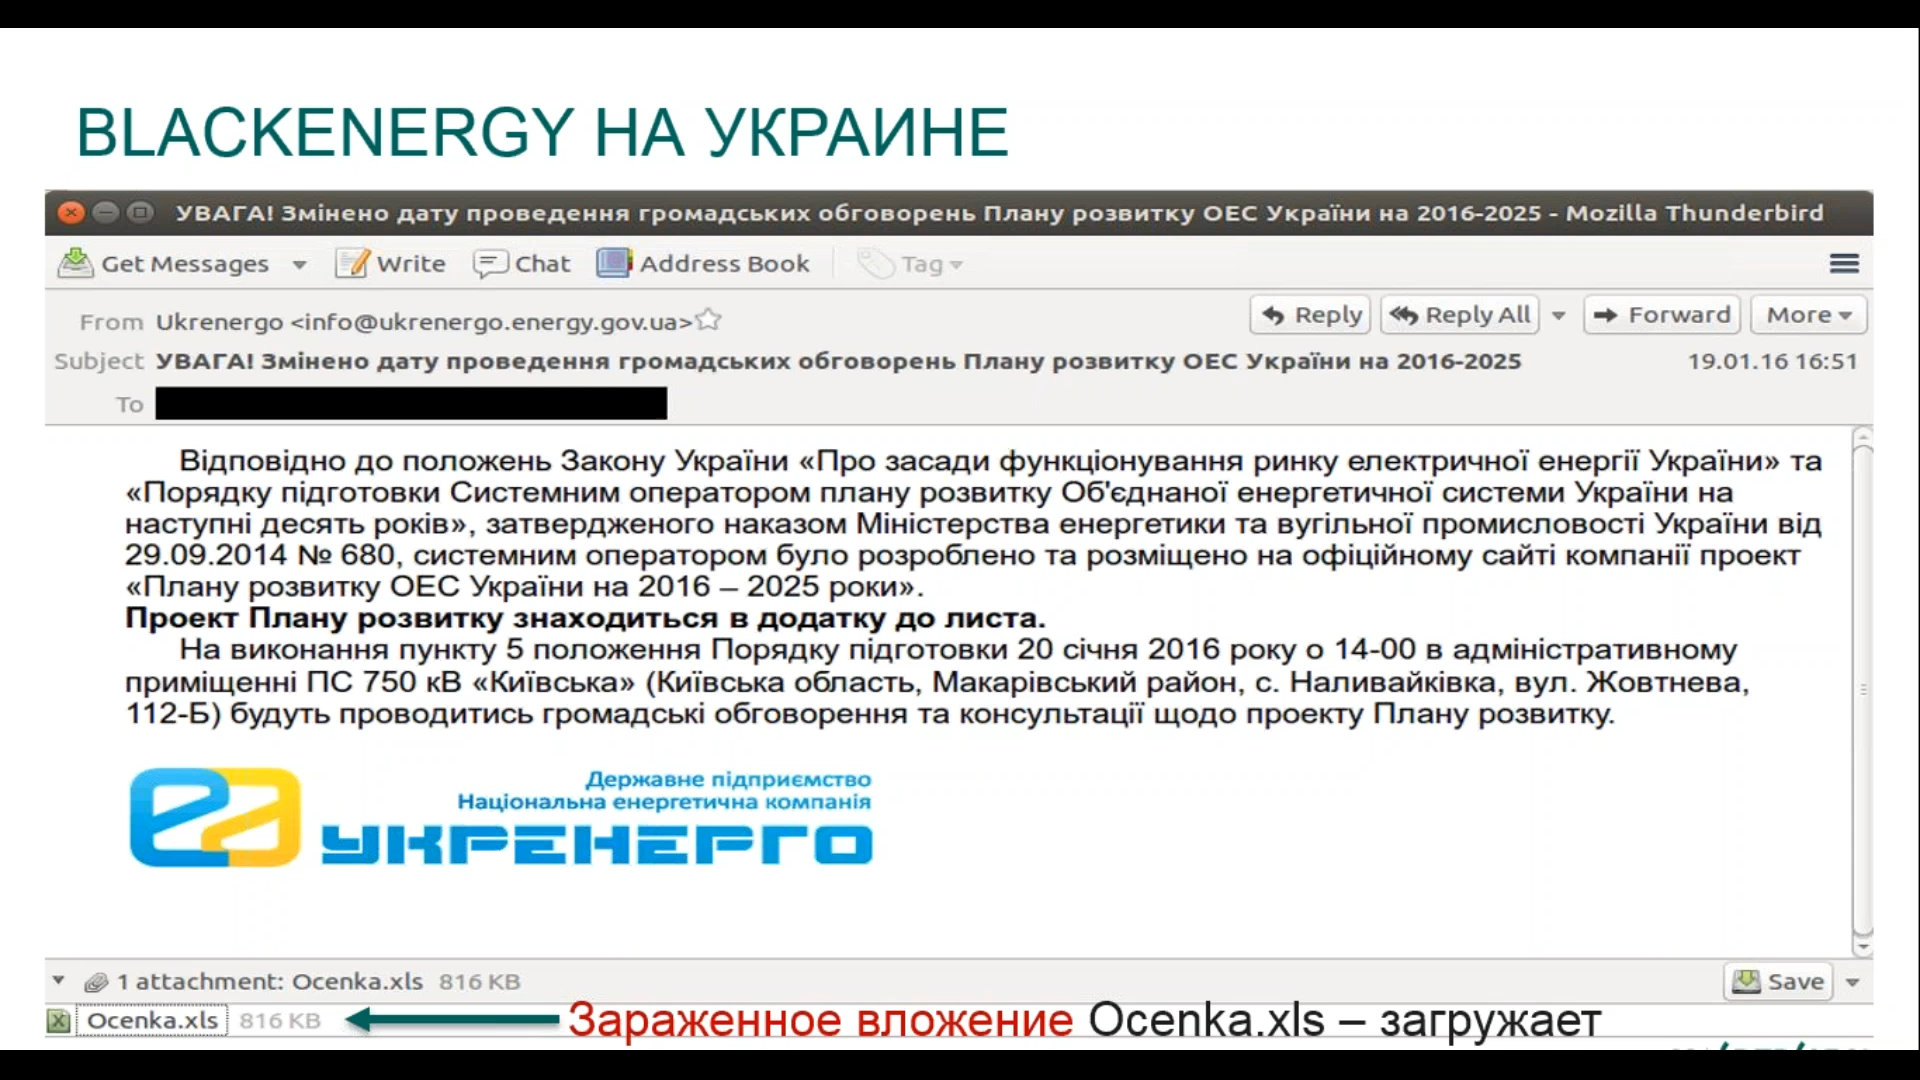 BLACKENERGY НА УКРАИНЕ
УВАГА! Змінено дату проведення громадських обговорень Плану розвитку ОЕС України на 2016-2025 - Mozilla Thunderbird
Get Messages Write Chat Address Book Tag
From Ukrenergo <info@ukrenergo.energy.gov.ua> Reply Reply All Forward More
Subject УВАГА! Змінено дату проведення громадських обговорень Плану розвитку ОЕС України на 2016-2025 19.01.16 16:51
To
Відповідно до положень Закону України «Про засади функціонування ринку електричної енергії України» та
«Порядку підготовки Системним оператором плану розвитку Об'єднаної енергетичної системи України на
наступні десять років», затвердженого наказом Міністерства енергетики та вугільної промисловості України від
29.09.2014 № 680, системним оператором було розроблено та розміщено на офіційному сайті компанії проект
«Плану розвитку ОЕС України на 2016 – 2025 роки».
Проект Плану розвитку знаходиться в додатку до листа.
На виконання пункту 5 положення Порядку підготовки 20 січня 2016 року о 14-00 в адміністративному
приміщенні ПС 750 кВ «Київська» (Київська область, Макарівський район, с. Наливайківка, вул. Жовтнева,
112-Б) будуть проводитись громадські обговорення та консультації щодо проекту Плану розвитку.
Державне підприємство
Національна енергетична компанія
УКРЕНЕРГО
1 attachment: Ocenka.xls 816 KB Save
Ocenka.xls 816 KB Зараженное вложение Ocenka.xls – загружает